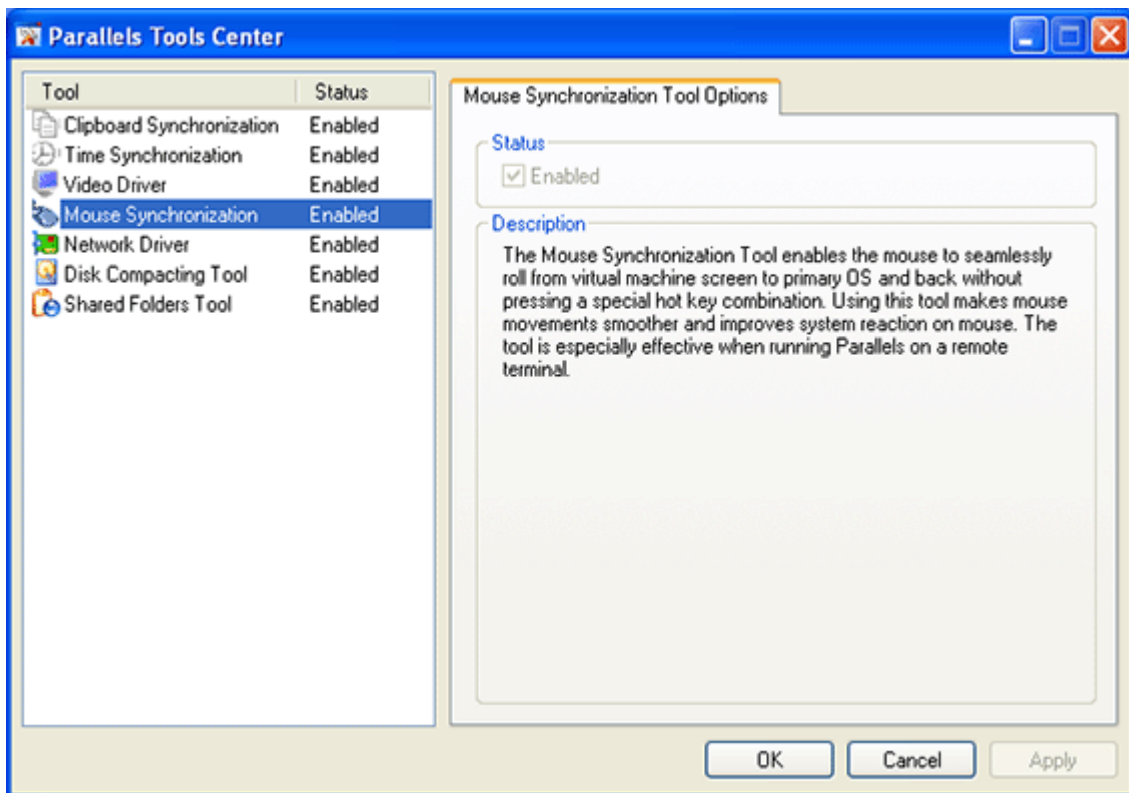 Parallels Tools Center
Tool Status
Clipboard Synchronization Enabled
Time Synchronization Enabled
Video Driver Enabled
Mouse Synchronization Enabled
Network Driver Enabled
Disk Compacting Tool Enabled
Shared Folders Tool Enabled
Mouse Synchronization Tool Options
Status
Enabled
Description
The Mouse Synchronization Tool enables the mouse to seamlessly
roll from virtual machine screen to primary OS and back without
pressing a special hot key combination. Using this tool makes mouse
movements smoother and improves system reaction on mouse. The
tool is especially effective when running Parallels on a remote
terminal.
OK Cancel Apply